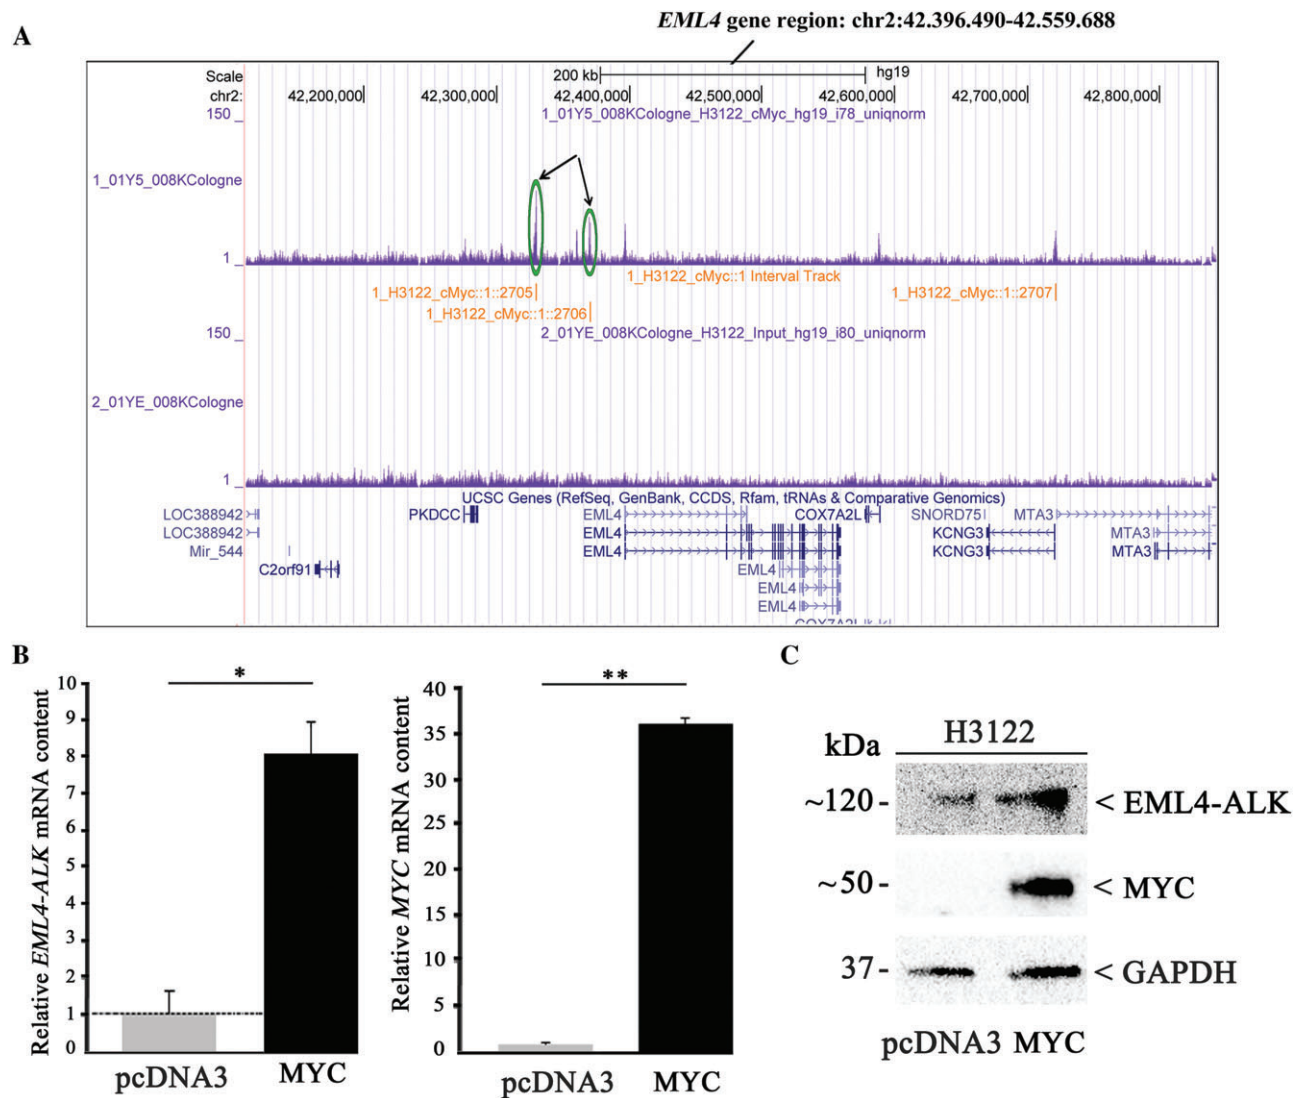 EML4 gene region: chr2:42.396.490-42.559.688
A
Scale 200 kb hg19
chr2: 42,200,000 42,300,000 42,400,000 42,500,000 42,600,000 42,700,000 42,800,000
150 1_01Y5_008KCologne_H3122_cMyc_hg19_i78_uniqnorm
1_01Y5_008KCologne
1
1_H3122_cMyc::1 Interval Track
1_H3122_cMyc::1::2705 1_H3122_cMyc::1::2707
1_H3122_cMyc::1::2706
150 2_01YE_008KCologne_H3122_Input_hg19_i80_uniqnorm
2_01YE_008KCologne
1
UCSC Genes (RefSeq, GenBank, CCDS, Rfam, tRNAs & Comparative Genomics)
LOC388942 PKDCC EML4 COX7A2L SNORD75 MTA3
LOC388942 EML4 KCNG3 MTA3
Mir_544 EML4 KCNG3 MTA3
C2orf91 EML4
EML4
EML4
COX7A2L
B
Relative EML4-ALK mRNA content
10
9
8
7
6
5
4
3
2
1
0
*
pcDNA3 MYC
Relative MYC mRNA content
40
35
30
25
20
15
10
5
0
**
pcDNA3 MYC
C
kDa H3122
~120 - < EML4-ALK
~50 - < MYC
37 - < GAPDH
pcDNA3 MYC